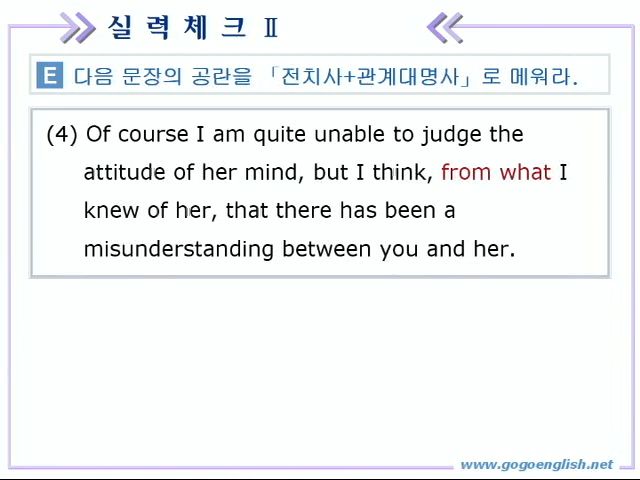 실 력 체 크 Ⅱ
E 다음 문장의 공란을 「전치사+관계대명사」로 메워라.
(4) Of course I am quite unable to judge the
attitude of her mind, but I think, from what I
knew of her, that there has been a
misunderstanding between you and her.
www.gogoenglish.net